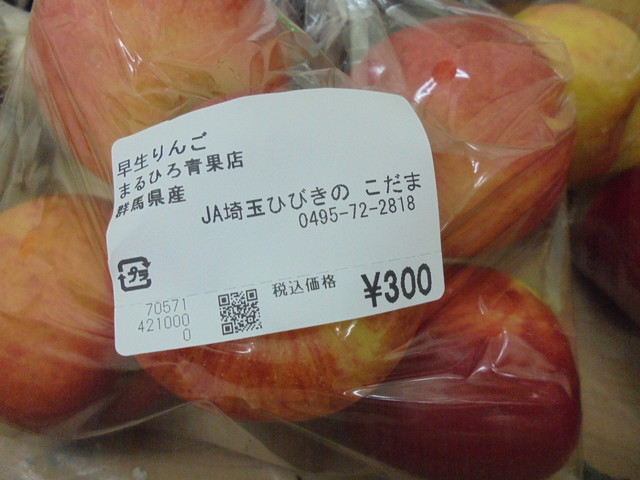 早生りんご
まるひろ青果店
群馬県産
JA埼玉ひびきの こだま
0495-72-2818
プラ
70571
421000
0
税込価格
¥300